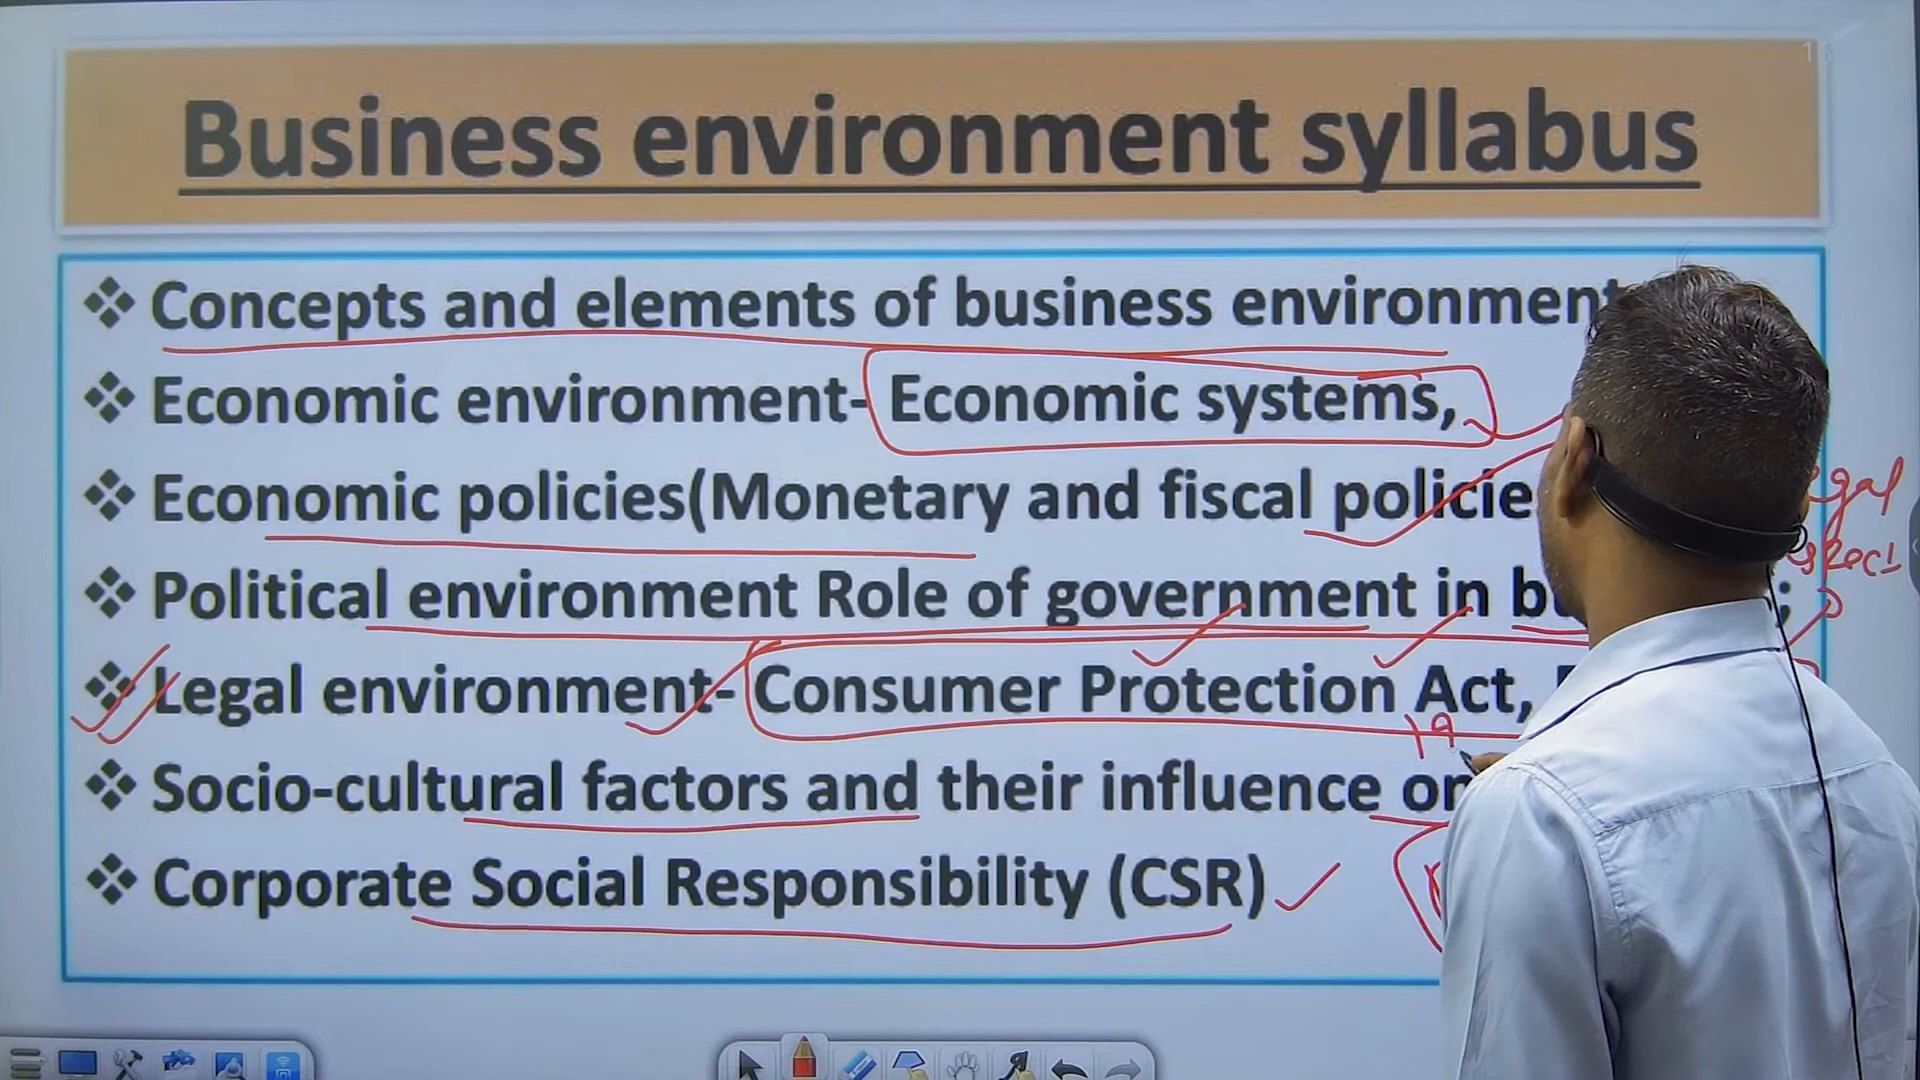 Business environment syllabus
❖ Concepts and elements of business environment
❖ Economic environment- Economic systems,
❖ Economic policies(Monetary and fiscal policie
❖ Political environment Role of government in
❖ Legal environment- Consumer Protection Act,
❖ Socio-cultural factors and their influence on
❖ Corporate Social Responsibility (CSR)
19